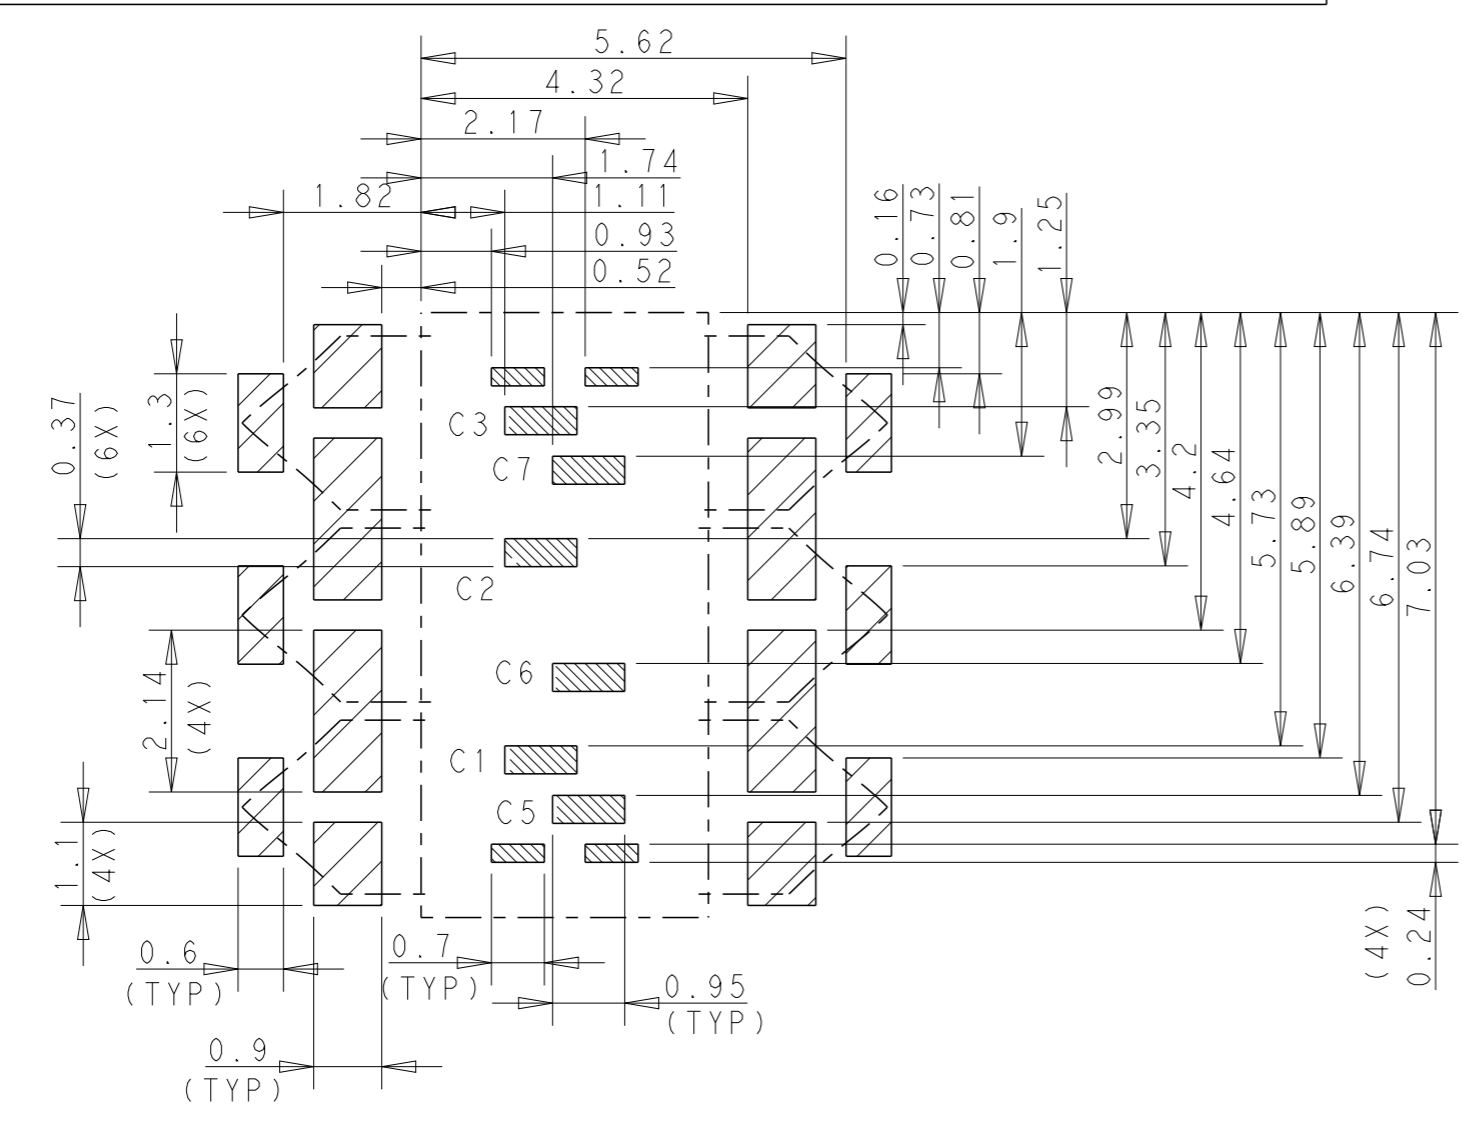 5.62
4.32
2.17
1.74
1.82
1.11
0.93
0.52
0.16
0.73
0.81
1.9
1.25
0.37
(6X)
1.3
(6X)
C3
C7
C2
C6
C1
C5
2.99
3.35
4.2
4.64
5.73
5.89
6.39
6.74
7.03
2.14
(4X)
1.1
(4X)
0.6
(TYP)
0.7
(TYP)
0.95
(TYP)
0.9
(TYP)
(4X)
0.24